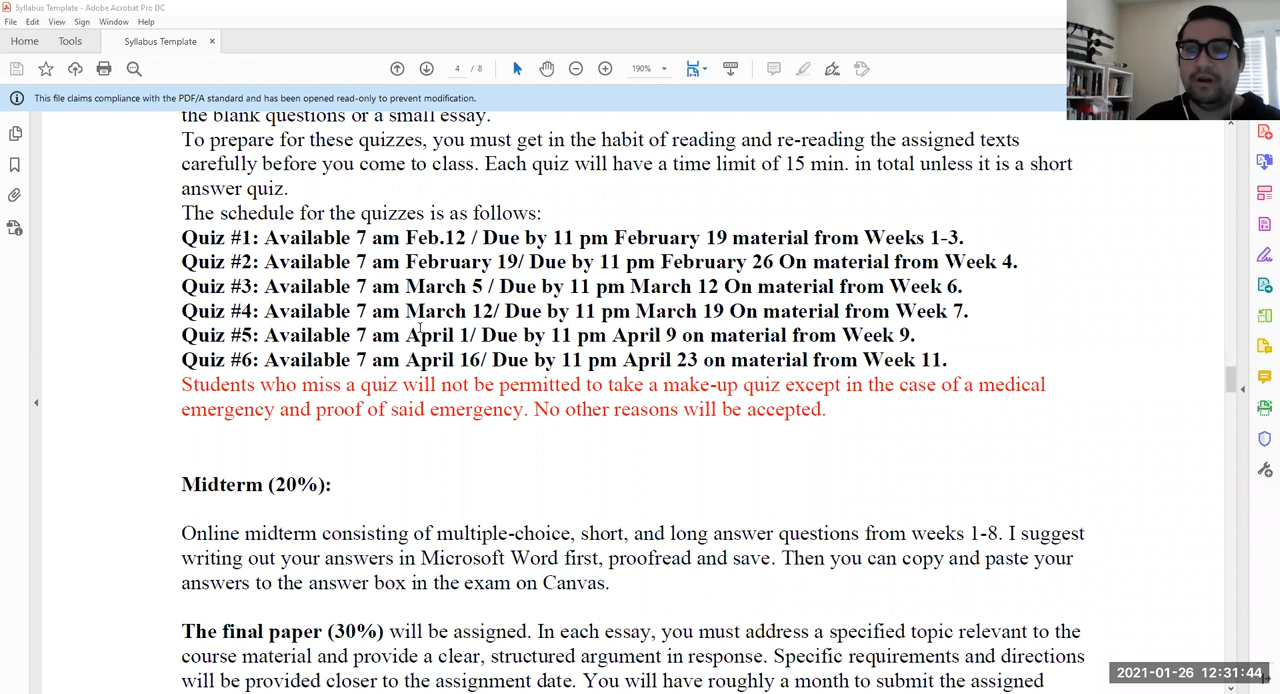 Syllabus Template - Adobe Acrobat Pro DC
File Edit View Sign Window Help
Home Tools Syllabus Template ×
4 / 8 190%
This file claims compliance with the PDF/A standard and has been opened read-only to prevent modification.
the blank questions or a small essay.
To prepare for these quizzes, you must get in the habit of reading and re-reading the assigned texts
carefully before you come to class. Each quiz will have a time limit of 15 min. in total unless it is a short
answer quiz.
The schedule for the quizzes is as follows:
Quiz #1: Available 7 am Feb.12 / Due by 11 pm February 19 material from Weeks 1-3.
Quiz #2: Available 7 am February 19/ Due by 11 pm February 26 On material from Week 4.
Quiz #3: Available 7 am March 5 / Due by 11 pm March 12 On material from Week 6.
Quiz #4: Available 7 am March 12/ Due by 11 pm March 19 On material from Week 7.
Quiz #5: Available 7 am April 1/ Due by 11 pm April 9 on material from Week 9.
Quiz #6: Available 7 am April 16/ Due by 11 pm April 23 on material from Week 11.
Students who miss a quiz will not be permitted to take a make-up quiz except in the case of a medical
emergency and proof of said emergency. No other reasons will be accepted.
Midterm (20%):
Online midterm consisting of multiple-choice, short, and long answer questions from weeks 1-8. I suggest
writing out your answers in Microsoft Word first, proofread and save. Then you can copy and paste your
answers to the answer box in the exam on Canvas.
The final paper (30%) will be assigned. In each essay, you must address a specified topic relevant to the
course material and provide a clear, structured argument in response. Specific requirements and directions
will be provided closer to the assignment date. You will have roughly a month to submit the assigned
2021-01-26 12:31:44